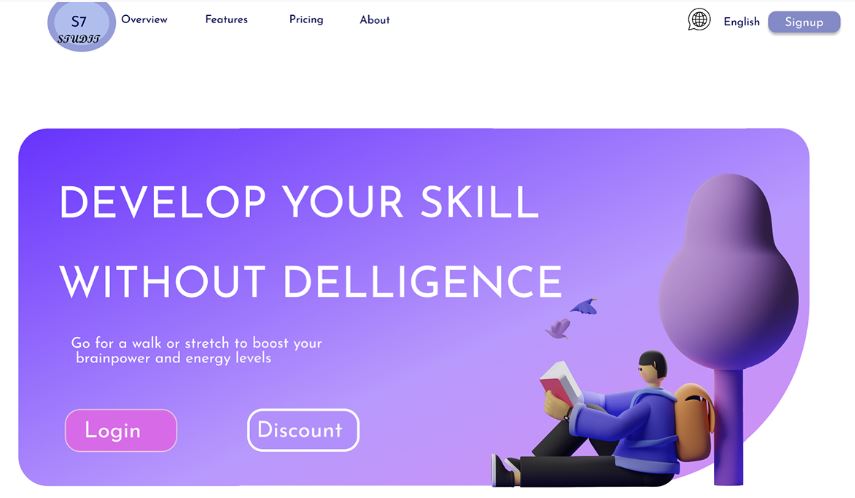 S7
STUDIT
Overview
Features
Pricing
About
English
Signup
DEVELOP YOUR SKILL
WITHOUT DELLIGENCE
Go for a walk or stretch to boost your
brainpower and energy levels
Login
Discount